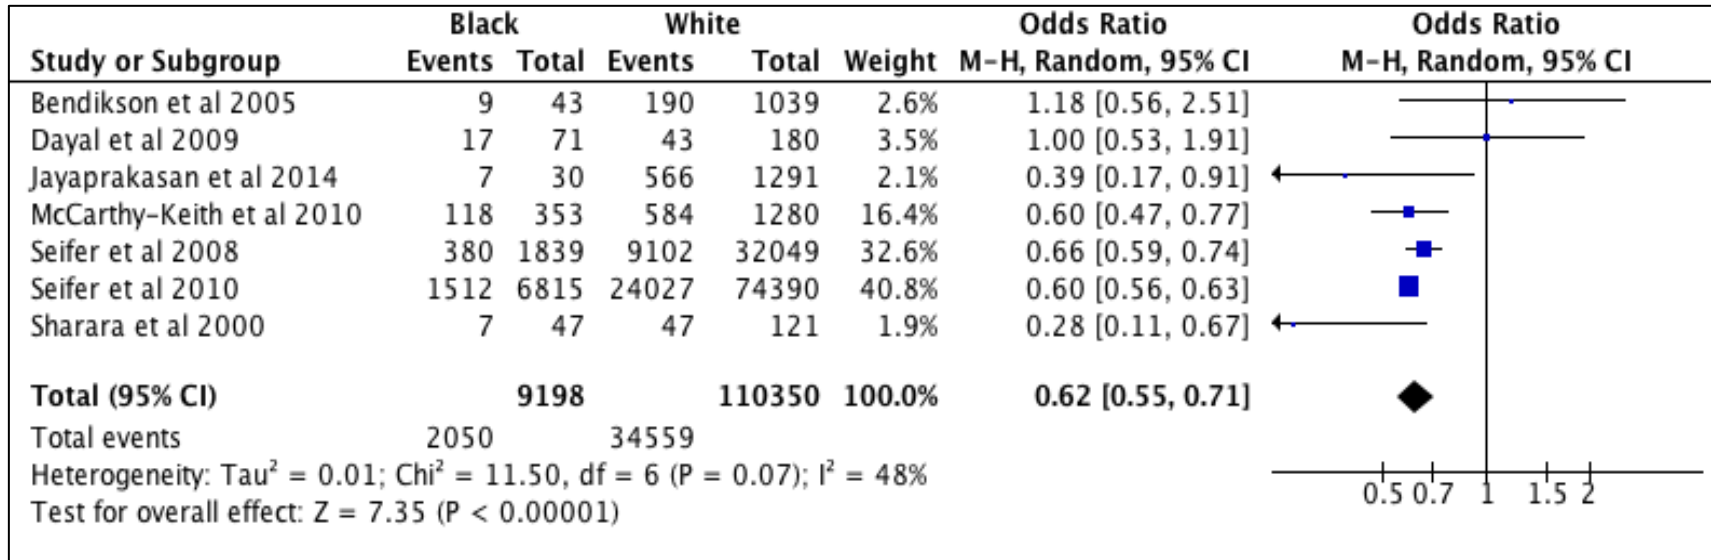 Black White Odds Ratio Odds Ratio
Study or Subgroup Events Total Events Total Weight M-H, Random, 95% CI M-H, Random, 95% CI
Bendikson et al 2005 9 43 190 1039 2.6% 1.18 [0.56, 2.51]
Dayal et al 2009 17 71 43 180 3.5% 1.00 [0.53, 1.91]
Jayaprakasan et al 2014 7 30 566 1291 2.1% 0.39 [0.17, 0.91]
McCarthy-Keith et al 2010 118 353 584 1280 16.4% 0.60 [0.47, 0.77]
Seifer et al 2008 380 1839 9102 32049 32.6% 0.66 [0.59, 0.74]
Seifer et al 2010 1512 6815 24027 74390 40.8% 0.60 [0.56, 0.63]
Sharara et al 2000 7 47 47 121 1.9% 0.28 [0.11, 0.67]
Total (95% CI) 9198 110350 100.0% 0.62 [0.55, 0.71]
Total events 2050 34559
Heterogeneity: Tau² = 0.01; Chi² = 11.50, df = 6 (P = 0.07); I² = 48%
Test for overall effect: Z = 7.35 (P < 0.00001)
0.5 0.7 1 1.5 2